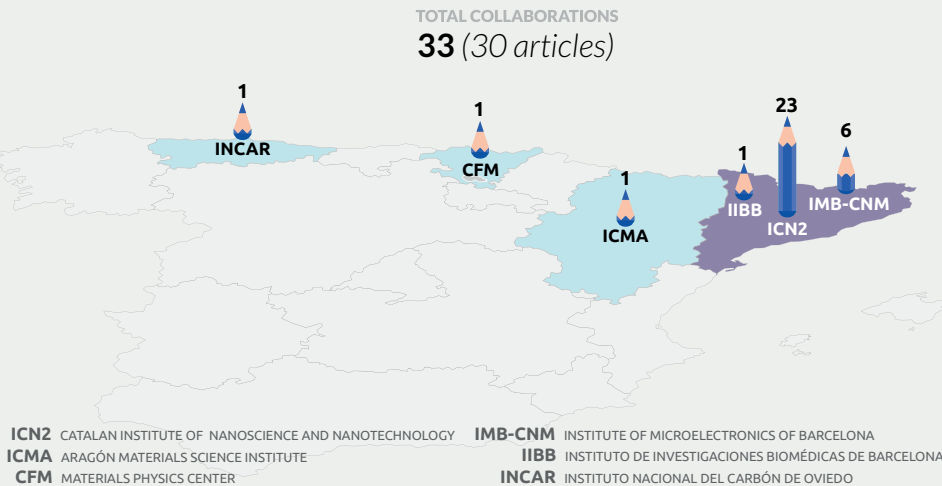 TOTAL COLLABORATIONS
33 (30 articles)
1
INCAR
1
CFM
1
ICMA
1
IIBB
23
ICN2
6
IMB-CNM
ICN2 CATALAN INSTITUTE OF NANOSCIENCE AND NANOTECHNOLOGY
ICMA ARAGÓN MATERIALS SCIENCE INSTITUTE
CFM MATERIALS PHYSICS CENTER
IMB-CNM INSTITUTE OF MICROELECTRONICS OF BARCELONA
IIBB INSTITUTO DE INVESTIGACIONES BIOMÉDICAS DE BARCELONA
INCAR INSTITUTO NACIONAL DEL CARBÓN DE OVIEDO